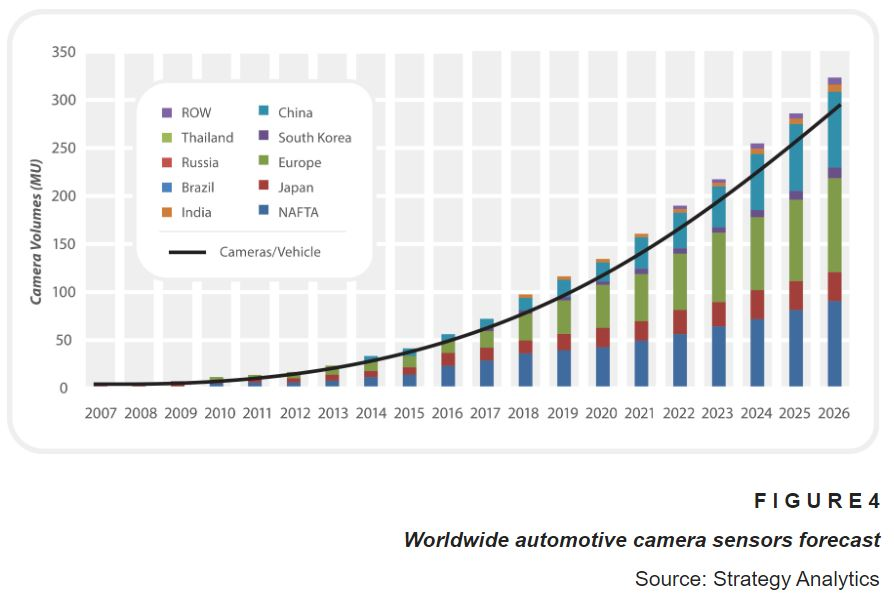 350
300
250
200
150
100
50
0
Camera Volumes (MU)
ROW
Thailand
Russia
Brazil
India
China
South Korea
Europe
Japan
NAFTA
Cameras/Vehicle
2007 2008 2009 2010 2011 2012 2013 2014 2015 2016 2017 2018 2019 2020 2021 2022 2023 2024 2025 2026
FIGURE 4
Worldwide automotive camera sensors forecast
Source: Strategy Analytics